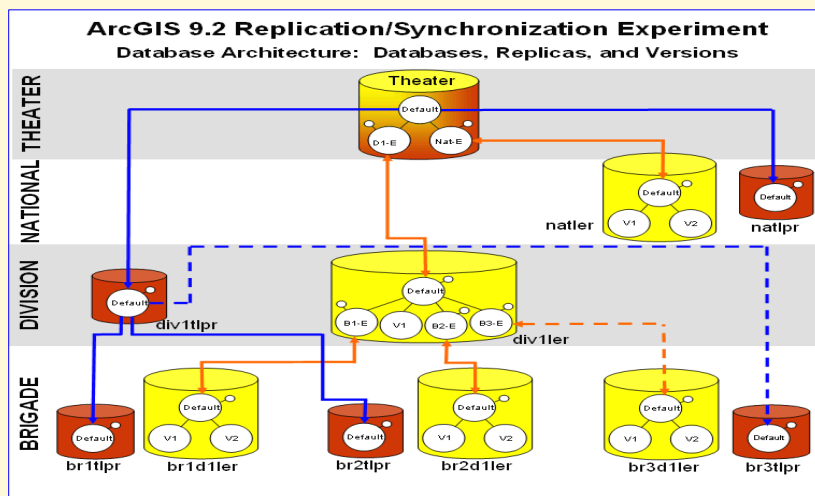 ArcGIS 9.2 Replication/Synchronization Experiment
Database Architecture: Databases, Replicas, and Versions
THEATER
Theater
Default
D1-E
Nat-E
NATIONAL
Default
V1
V2
natler
Default
natlpr
DIVISION
Default
div1tlpr
Default
B1-E
V1
B2-E
B3-E
div1ler
BRIGADE
Default
br1tlpr
Default
V1
V2
br1d1ler
Default
br2tlpr
Default
V1
V2
br2d1ler
Default
V1
V2
br3d1ler
Default
br3tlpr